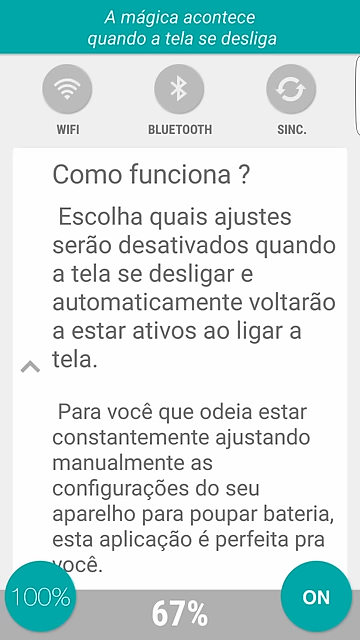 A mágica acontece
quando a tela se desliga
WIFI
BLUETOOTH
SINC.
Como funciona ?
Escolha quais ajustes
serão desativados quando
a tela se desligar e
automaticamente voltarão
a estar ativos ao ligar a
tela.
Para você que odeia estar
constantemente ajustando
manualmente as
configurações do seu
aparelho para poupar bateria,
esta aplicação é perfeita pra
você.
100%
67%
ON